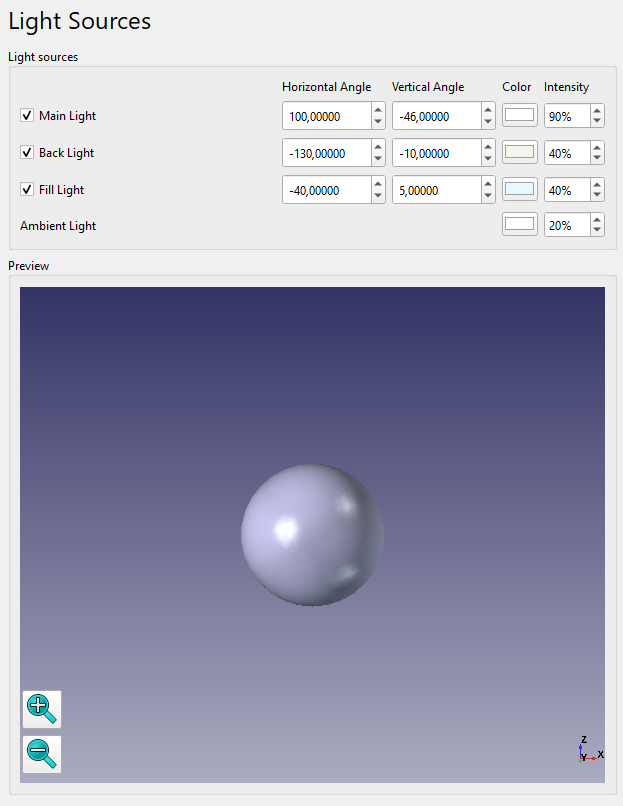 Light Sources
Light sources
Horizontal Angle Vertical Angle Color Intensity
Main Light 100,00000 -46,00000 90%
Back Light -130,00000 -10,00000 40%
Fill Light -40,00000 5,00000 40%
Ambient Light 20%
Preview
Z
Y X